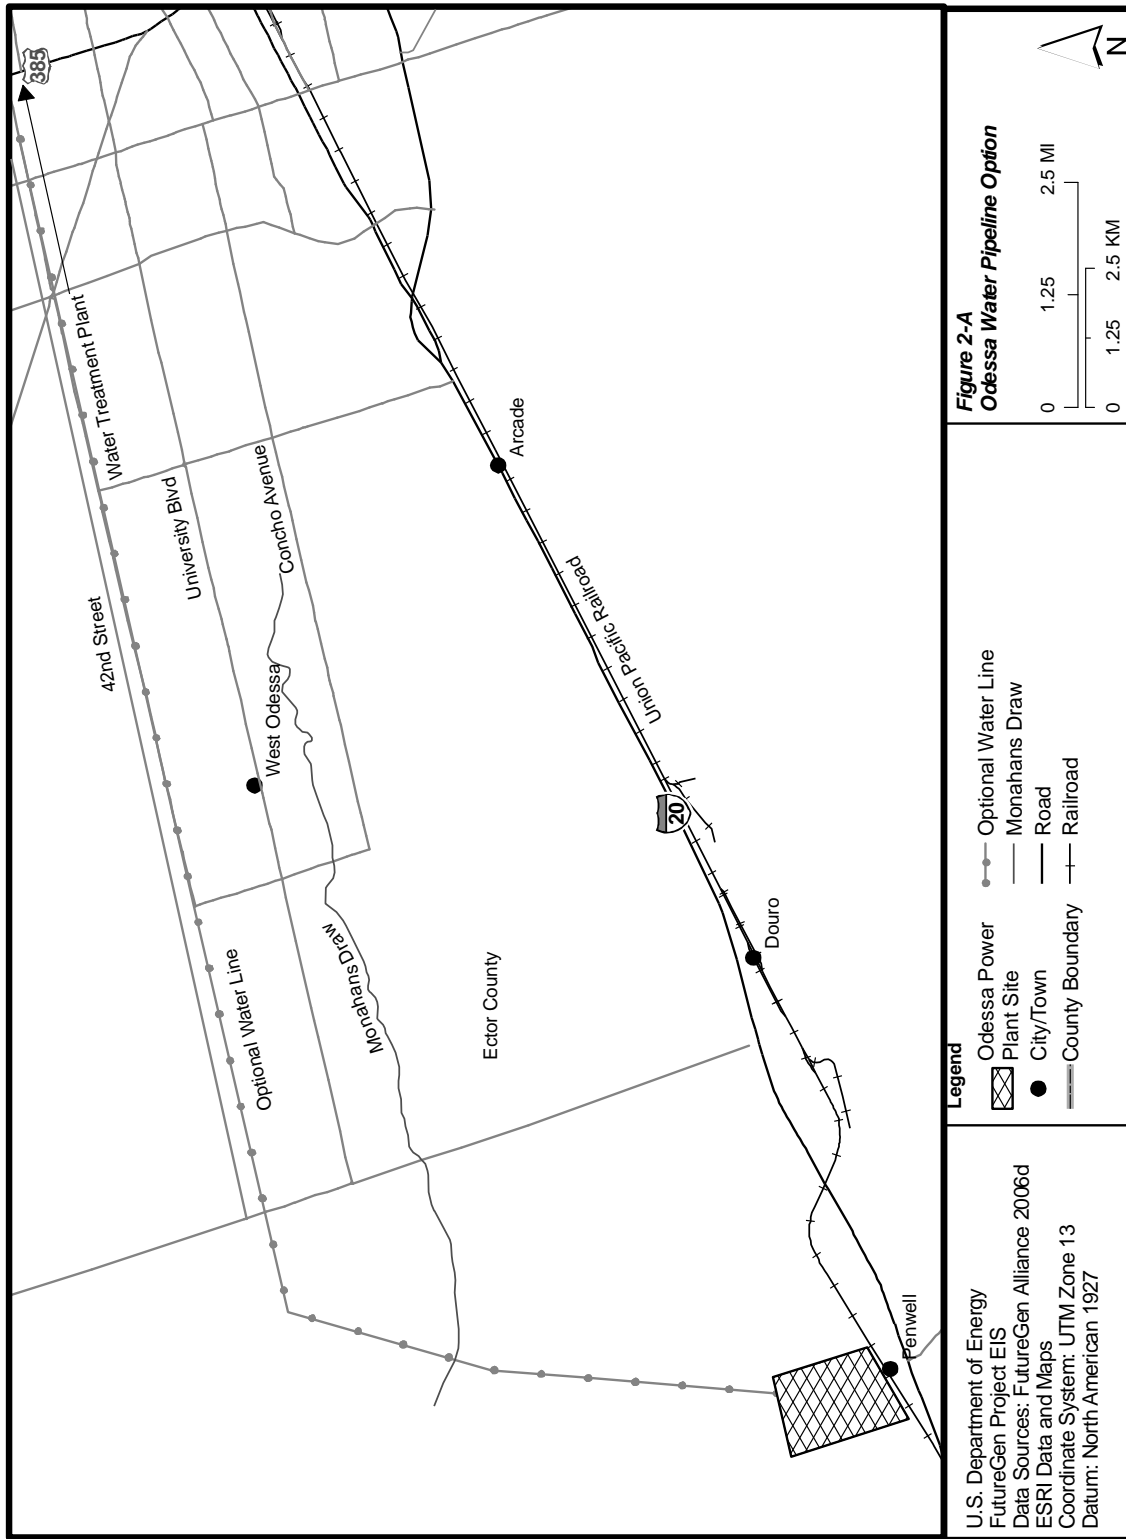 385
42nd Street
Water Treatment Plant
University Blvd
Concho Avenue
West Odessa
Arcade
Union Pacific Railroad
20
Optional Water Line
Monahans Draw
Ector County
Douro
Penwell
U.S. Department of Energy
FutureGen Project EIS
Data Sources: FutureGen Alliance 2006d
ESRI Data and Maps
Coordinate System: UTM Zone 13
Datum: North American 1927
Legend
Odessa Power
Plant Site
City/Town
County Boundary
Optional Water Line
Monahans Draw
Road
Railroad
Figure 2-A
Odessa Water Pipeline Option
0 1.25 2.5 MI
0 1.25 2.5 KM
N